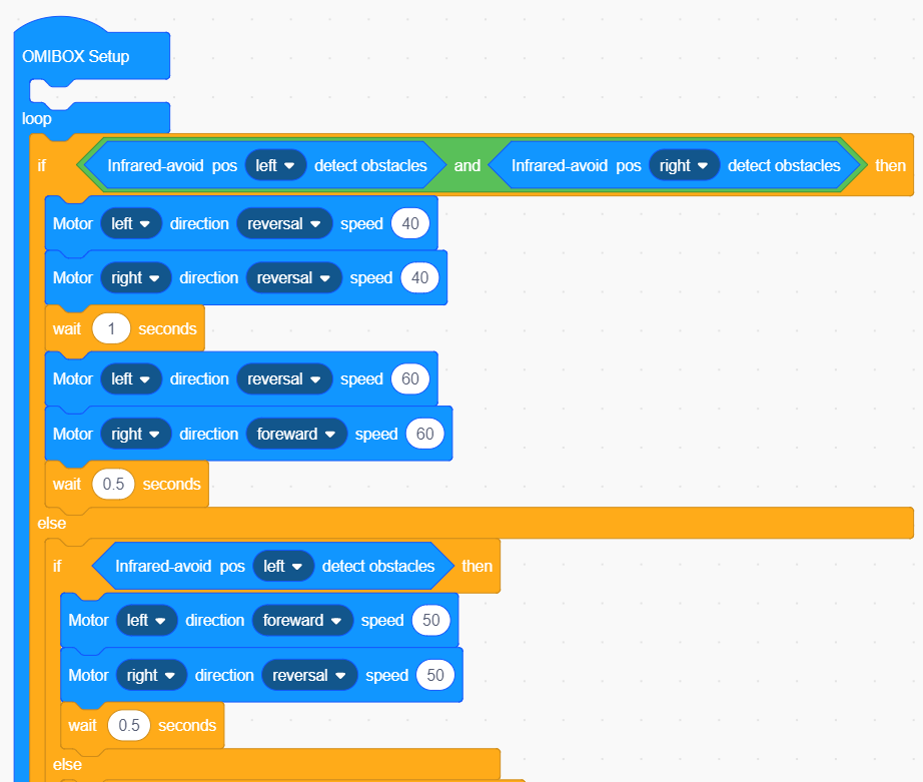 OMIBOX Setup
loop
if Infrared-avoid pos left detect obstacles and Infrared-avoid pos right detect obstacles then
Motor left direction reversal speed 40
Motor right direction reversal speed 40
wait 1 seconds
Motor left direction reversal speed 60
Motor right direction foreward speed 60
wait 0.5 seconds
else
if Infrared-avoid pos left detect obstacles then
Motor left direction foreward speed 50
Motor right direction reversal speed 50
wait 0.5 seconds
else